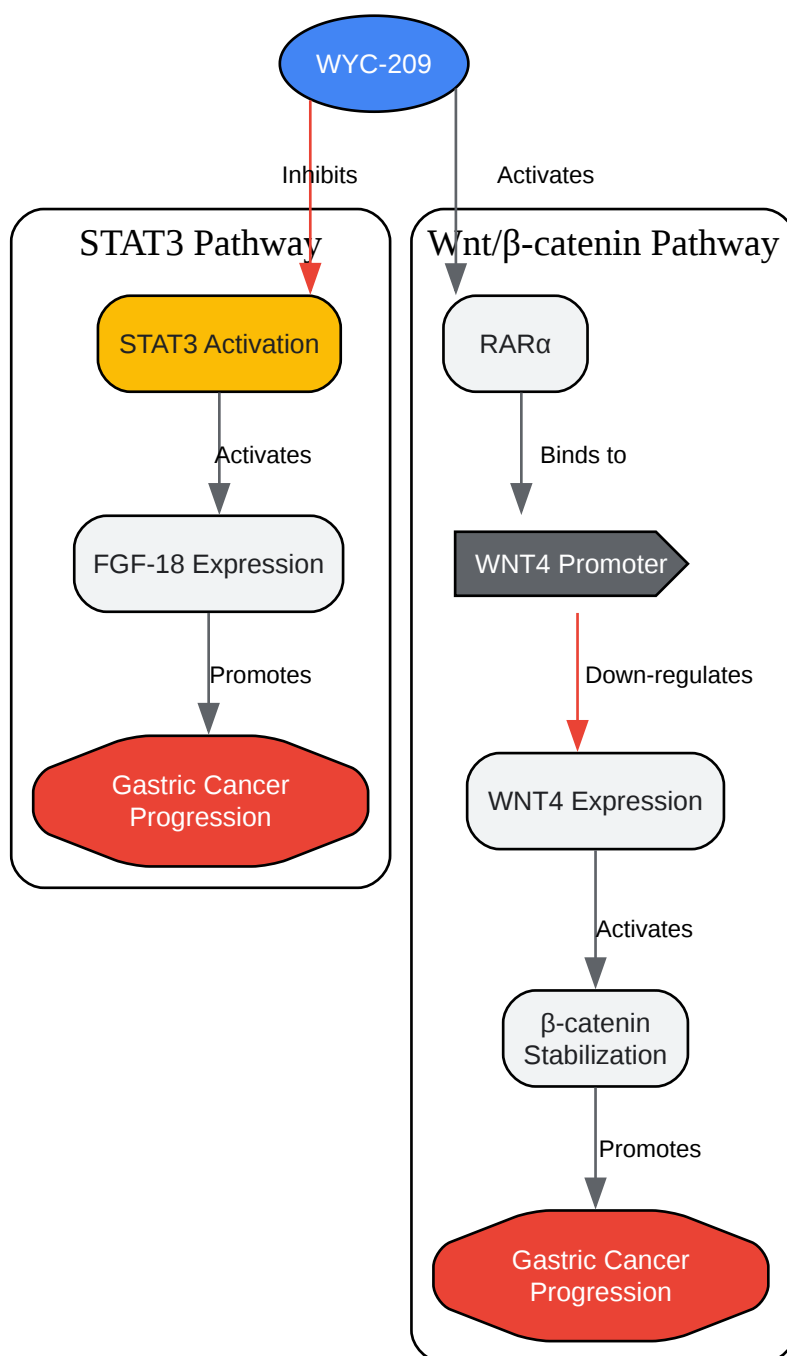 WYC-209
Inhibits
Activates
STAT3 Pathway
STAT3 Activation
Activates
FGF-18 Expression
Promotes
Gastric Cancer
Progression
Wnt/β-catenin Pathway
RARα
Binds to
WNT4 Promoter
Down-regulates
WNT4 Expression
Activates
β-catenin
Stabilization
Promotes
Gastric Cancer
Progression